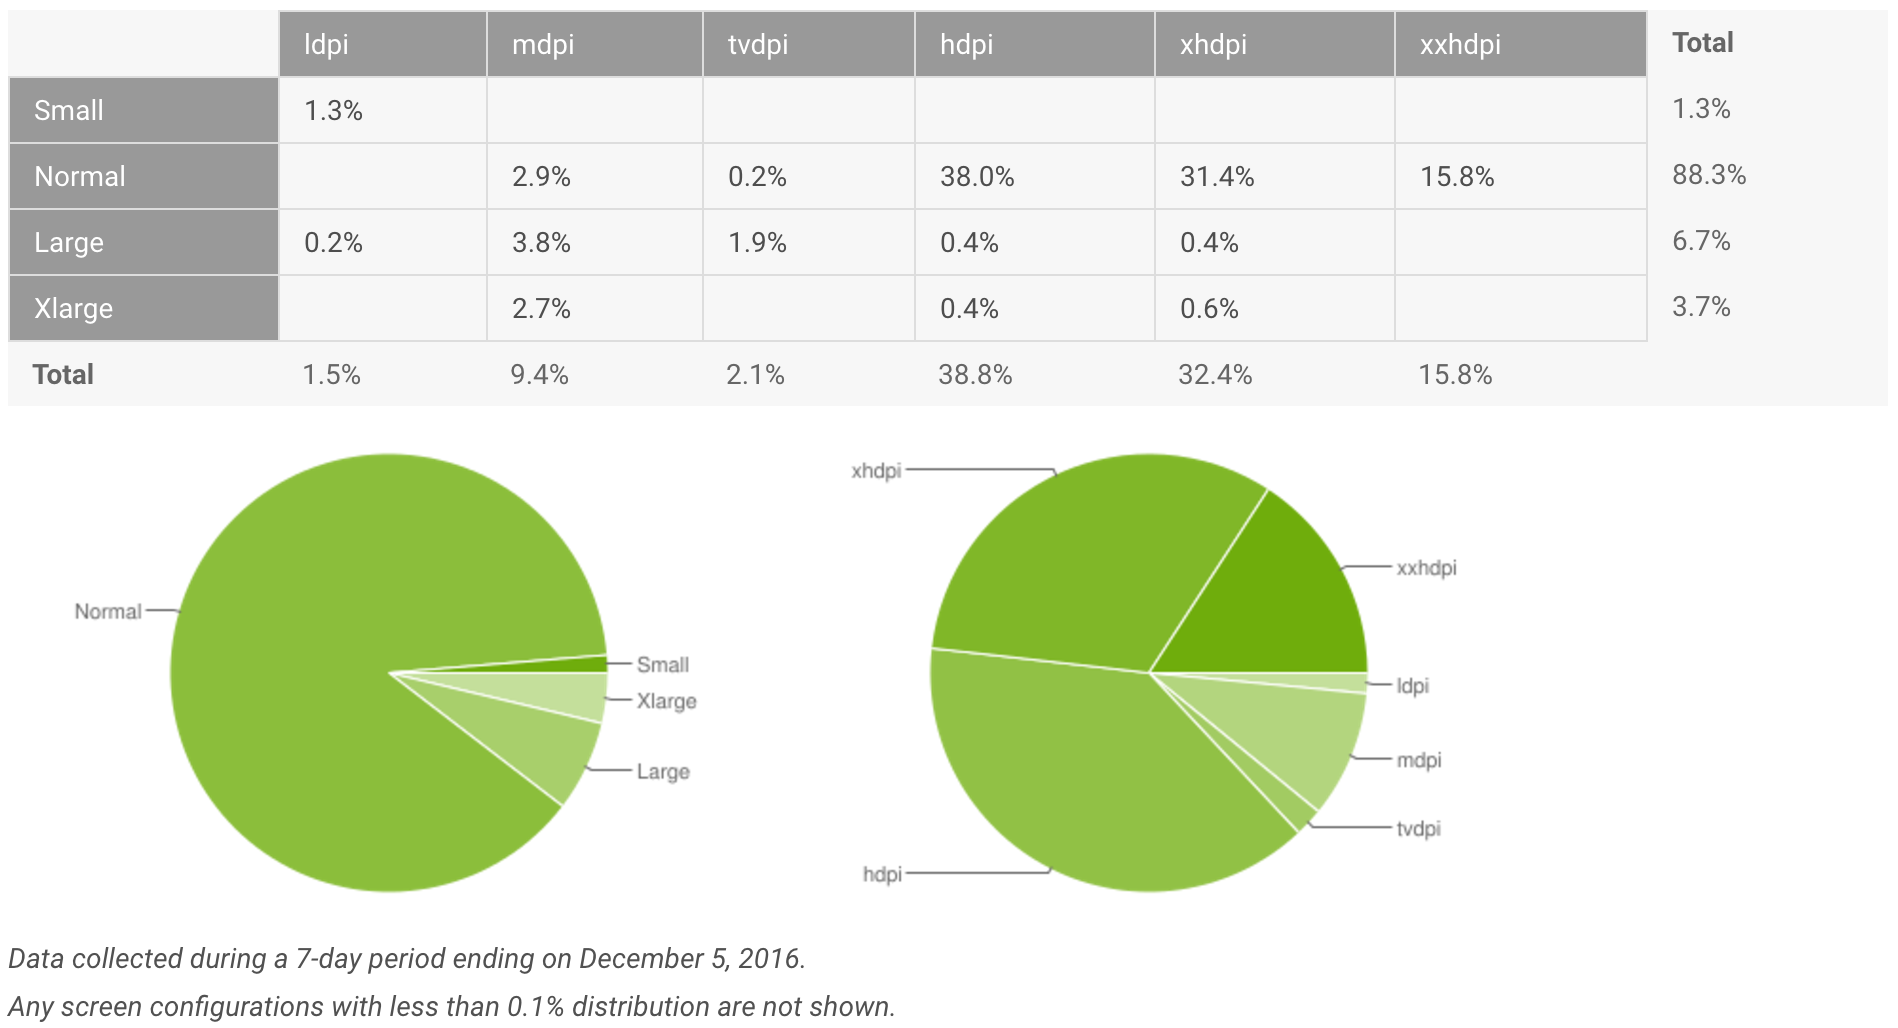 ldpi mdpi tvdpi hdpi xhdpi xxhdpi Total
Small 1.3% 1.3%
Normal 2.9% 0.2% 38.0% 31.4% 15.8% 88.3%
Large 0.2% 3.8% 1.9% 0.4% 0.4% 6.7%
Xlarge 2.7% 0.4% 0.6% 3.7%
Total 1.5% 9.4% 2.1% 38.8% 32.4% 15.8%
Normal
Small
Xlarge
Large
xhdpi
xxhdpi
ldpi
mdpi
tvdpi
hdpi
Data collected during a 7-day period ending on December 5, 2016.
Any screen configurations with less than 0.1% distribution are not shown.